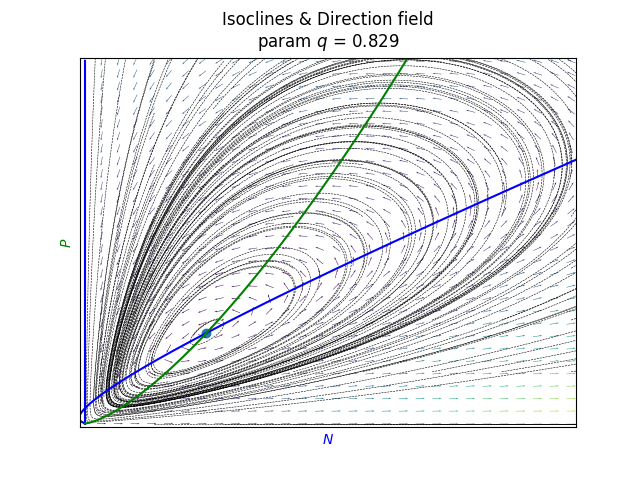 Isoclines & Direction field
param q = 0.829
P
N